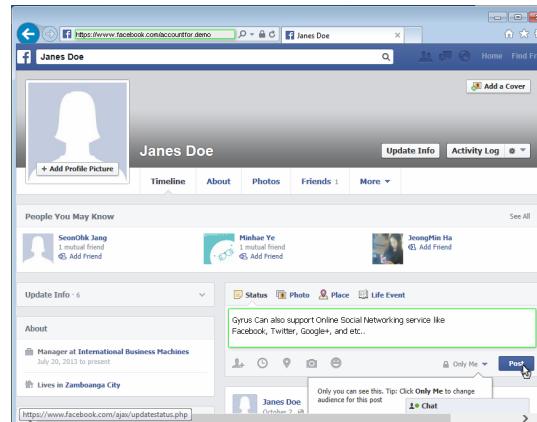 https://www.facebook.com/accountfor.demo
Janes Doe
Janes Doe
Home Find Fr
Add a Cover
Janes Doe
Update Info
Activity Log
+ Add Profile Picture
Timeline About Photos Friends 1 More
People You May Know
See All
SeonOhk Jang
1 mutual friend
Add Friend
Minhae Ye
1 mutual friend
Add Friend
JeongMin Ha
Add Friend
Update Info · 6
Status Photo Place Life Event
Gyrus Can also support Online Social Networking service like
Facebook, Twitter, Google+, and etc..
About
Manager at International Business Machines
July 20, 2013 to present
Only Me
Post
Lives in Zamboanga City
Only you can see this. Tip: Click Only Me to change
audience for this post
Janes Doe
October 2
Chat
https://www.facebook.com/ajax/updatestatus.php